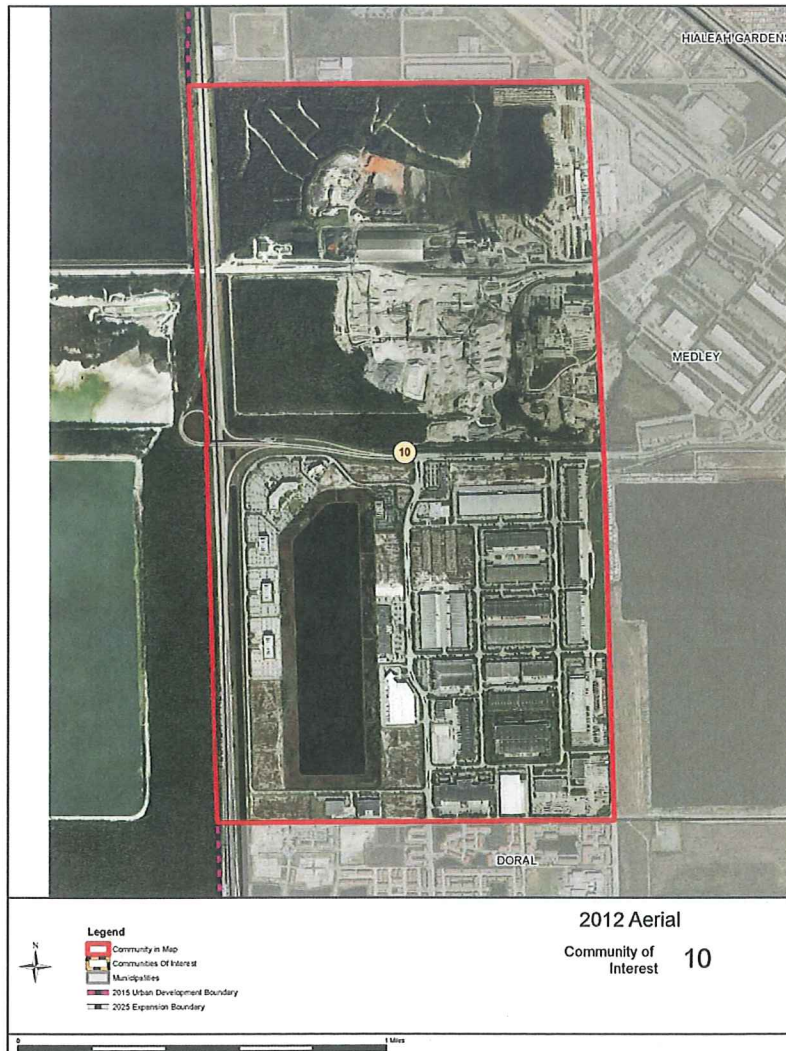 HIALEAH GARDENS
MEDLEY
10
DORAL
Legend
Community in Map
Communities Of Interest
Municipalities
2015 Urban Development Boundary
2025 Expansion Boundary
N
2012 Aerial
Community of
Interest 10
0 1 Miles